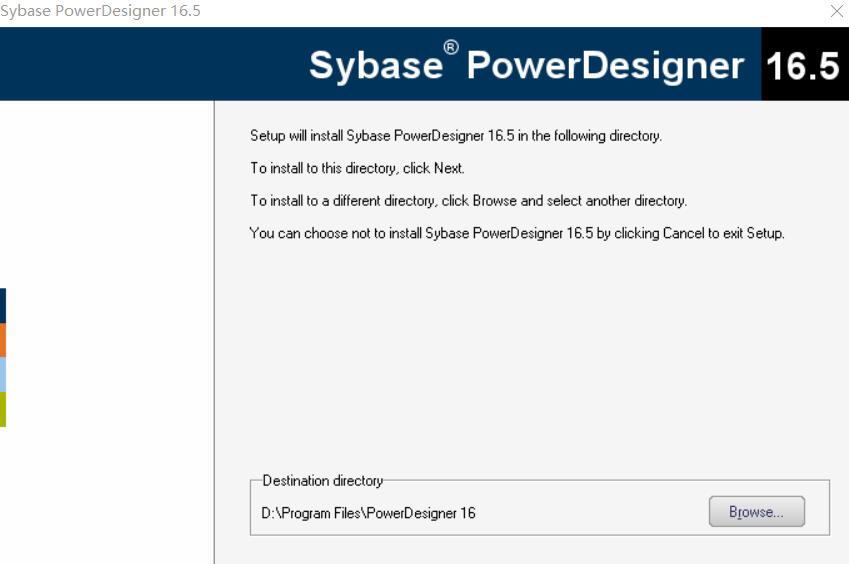 Sybase PowerDesigner 16.5
Sybase® PowerDesigner 16.5
Setup will install Sybase PowerDesigner 16.5 in the following directory.
To install to this directory, click Next.
To install to a different directory, click Browse and select another directory.
You can choose not to install Sybase PowerDesigner 16.5 by clicking Cancel to exit Setup.
Destination directory
D:\Program Files\PowerDesigner 16
Browse...